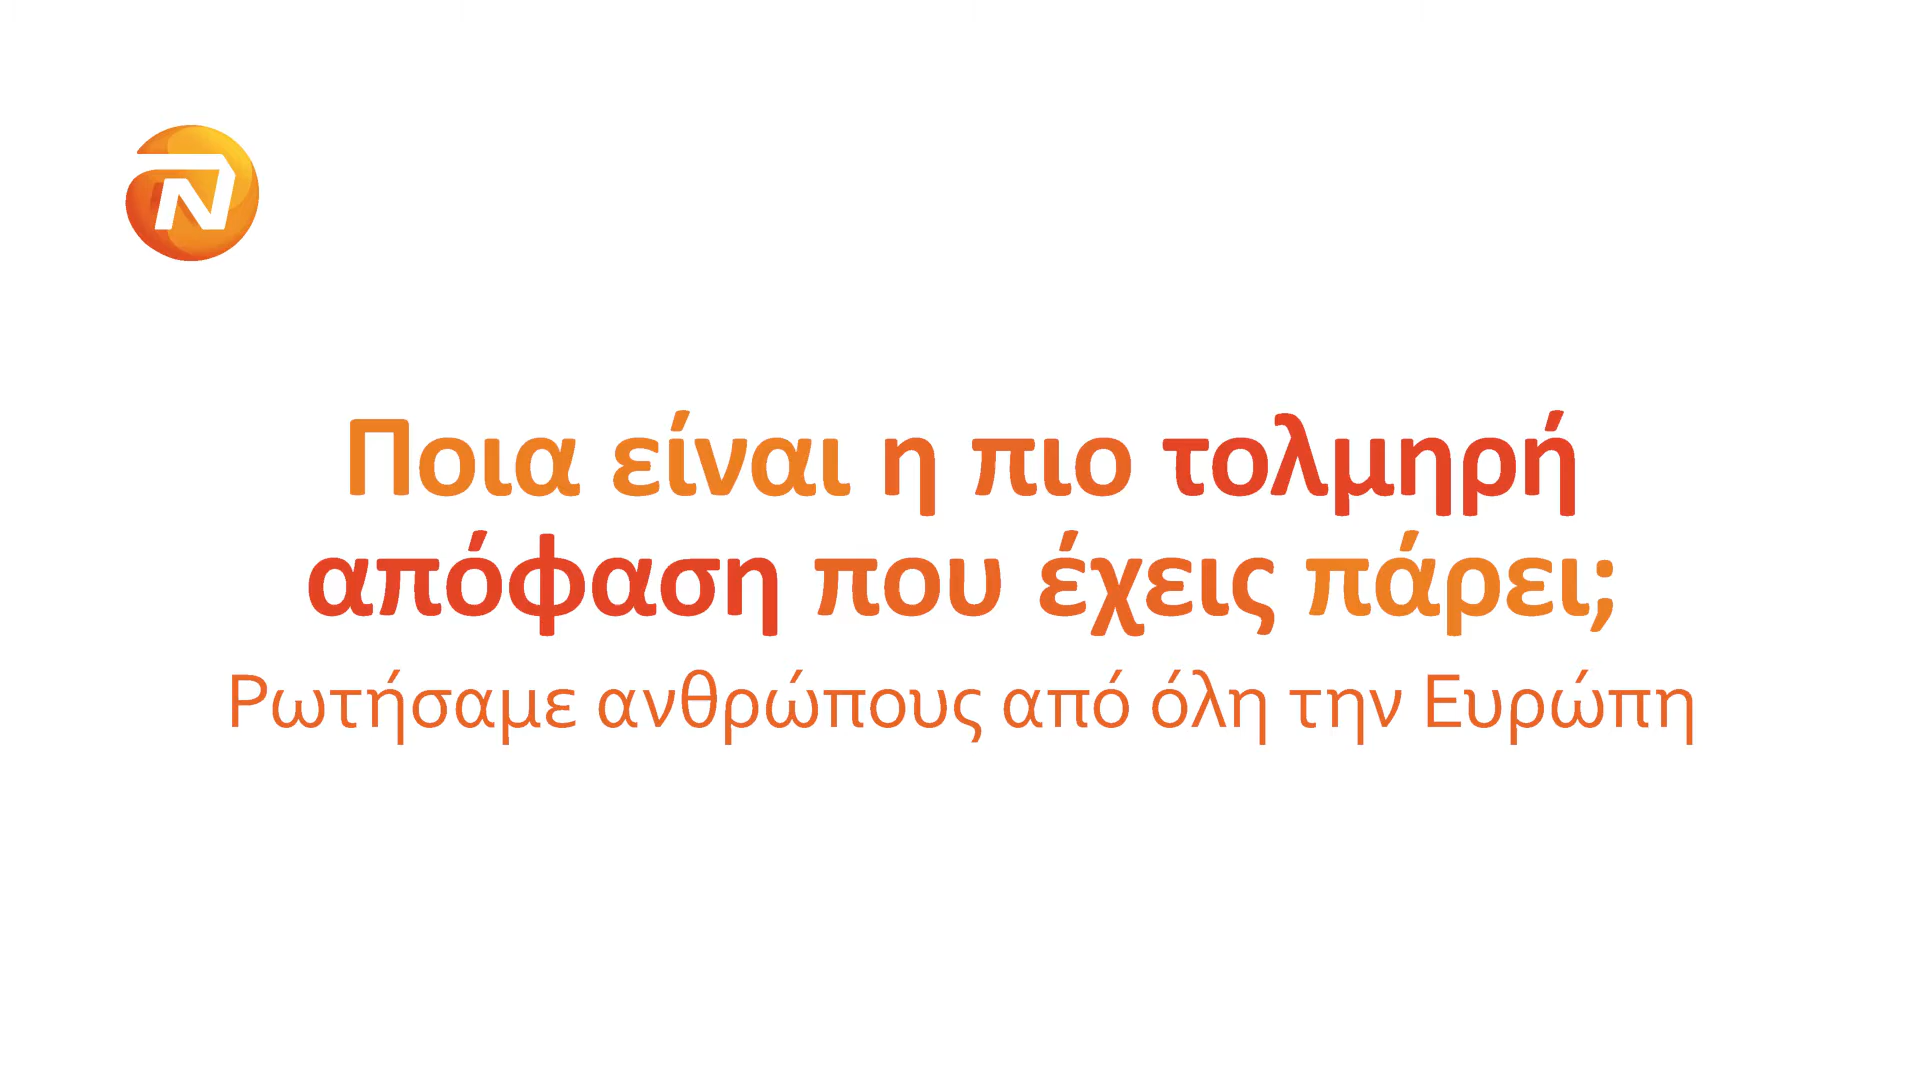 N
Ποια είναι η πιο τολμηρή
απόφαση που έχεις πάρει;
Ρωτήσαμε ανθρώπους από όλη την Ευρώπη